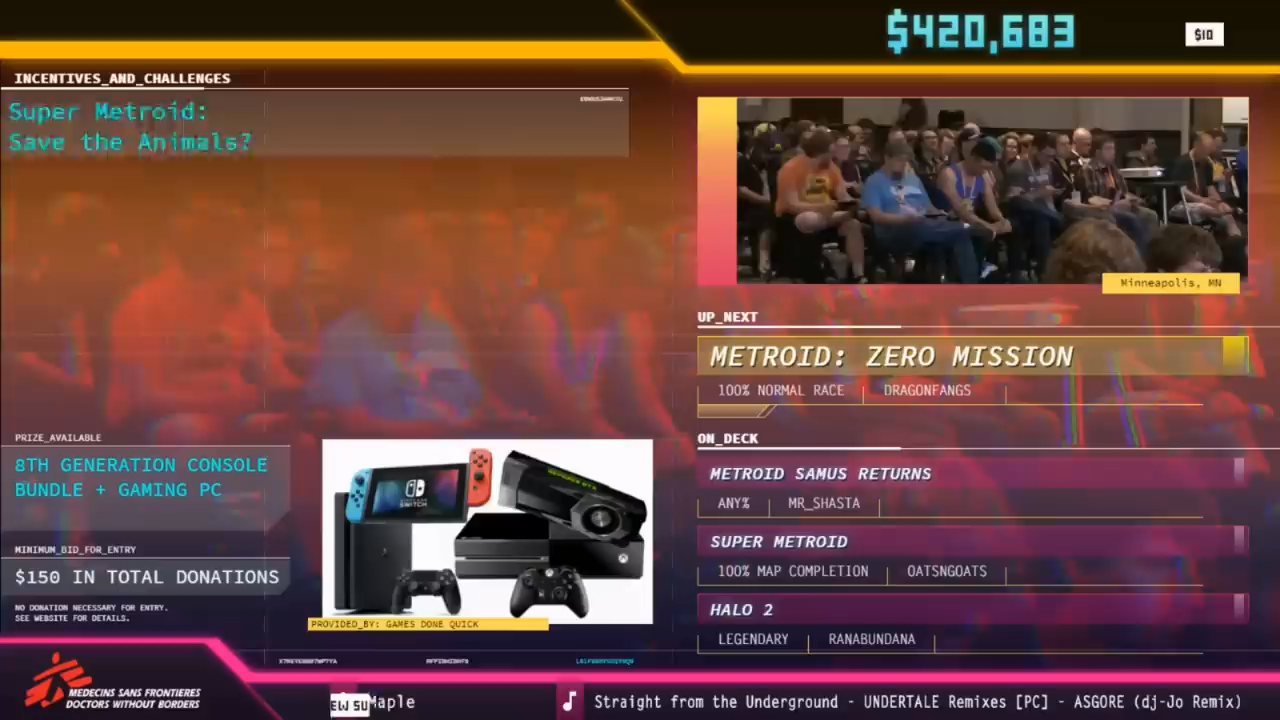 $420,683
$10
INCENTIVES_AND_CHALLENGES
Super Metroid:
Save the Animals?
Minneapolis, MN
UP_NEXT
METROID: ZERO MISSION
100% NORMAL RACE
DRAGONFANGS
ON_DECK
METROID SAMUS RETURNS
ANY%
MR_SHASTA
SUPER METROID
100% MAP COMPLETION
OATSNGOATS
HALO 2
LEGENDARY
RANABUNDANA
PRIZE_AVAILABLE
8TH GENERATION CONSOLE
BUNDLE + GAMING PC
MINIMUM_BID_FOR_ENTRY
$150 IN TOTAL DONATIONS
NO DONATION NECESSARY FOR ENTRY.
SEE WEBSITE FOR DETAILS.
SWITCH
PROVIDED_BY: GAMES DONE QUICK
MEDECINS SANS FRONTIERES
DOCTORS WITHOUT BORDERS
Maple
Straight from the Underground - UNDERTALE Remixes [PC] - ASGORE (dj-Jo Remix)